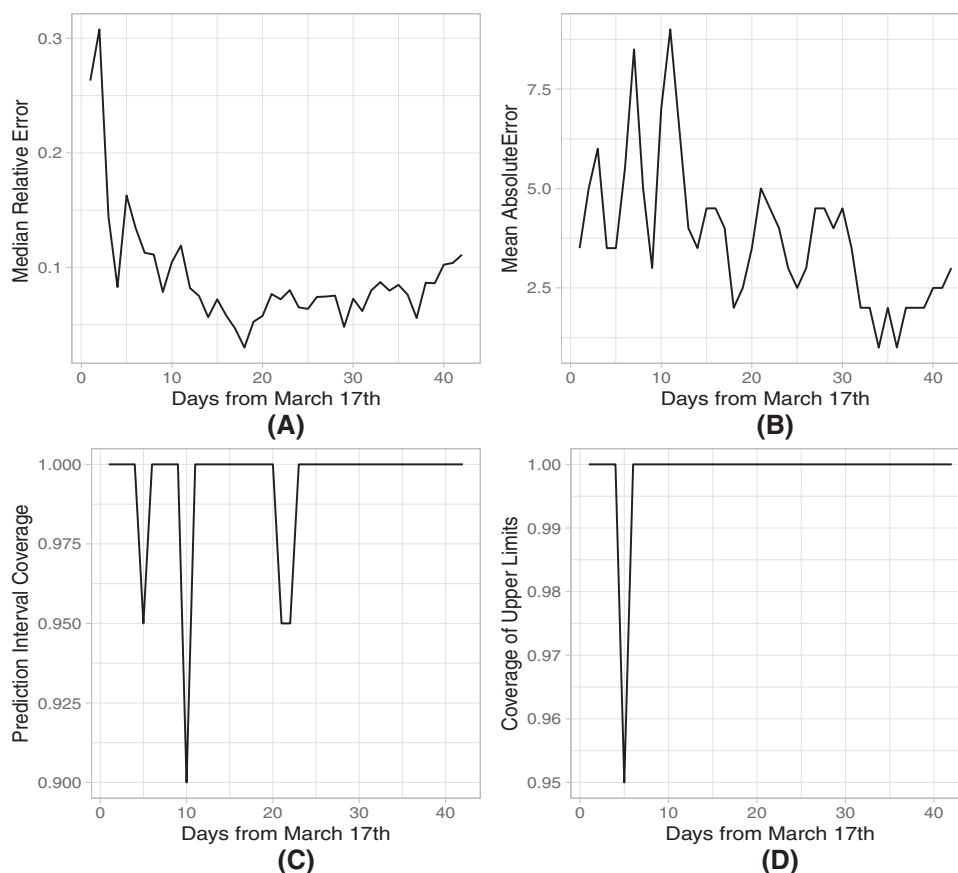 Median Relative Error
0.3
0.2
0.1
0 10 20 30 40
Days from March 17th
(A)
Mean AbsoluteError
7.5
5.0
2.5
0 10 20 30 40
Days from March 17th
(B)
Prediction Interval Coverage
1.000
0.975
0.950
0.925
0.900
0 10 20 30 40
Days from March 17th
(C)
Coverage of Upper Limits
1.00
0.99
0.98
0.97
0.96
0.95
0 10 20 30 40
Days from March 17th
(D)